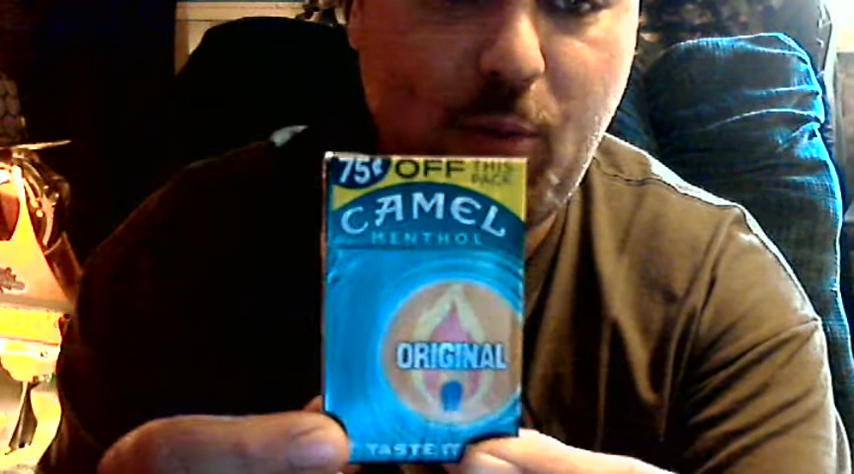 75¢ OFF THIS
PACK
CAMEL
MENTHOL
ORIGINAL
TASTE IT